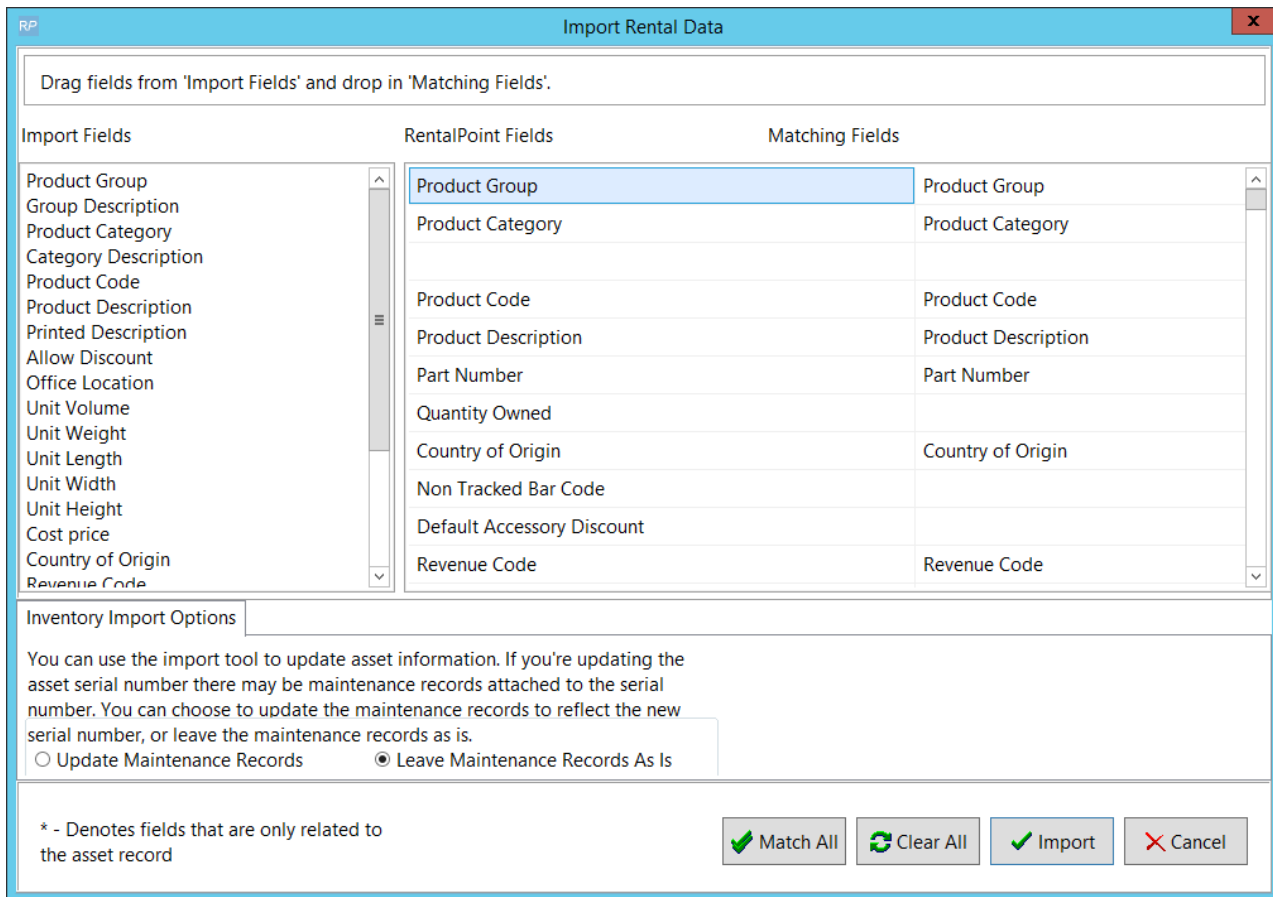 RP
Import Rental Data
x
Drag fields from 'Import Fields' and drop in 'Matching Fields'.
Import Fields
RentalPoint Fields
Matching Fields
Product Group
Group Description
Product Category
Category Description
Product Code
Product Description
Printed Description
Allow Discount
Office Location
Unit Volume
Unit Weight
Unit Length
Unit Width
Unit Height
Cost price
Country of Origin
Revenue Code
Product Group Product Group
Product Category Product Category
Product Code Product Code
Product Description Product Description
Part Number Part Number
Quantity Owned
Country of Origin Country of Origin
Non Tracked Bar Code
Default Accessory Discount
Revenue Code Revenue Code
Inventory Import Options
You can use the import tool to update asset information. If you're updating the
asset serial number there may be maintenance records attached to the serial
number. You can choose to update the maintenance records to reflect the new
serial number, or leave the maintenance records as is.
Update Maintenance Records Leave Maintenance Records As Is
* - Denotes fields that are only related to
the asset record
Match All Clear All Import Cancel